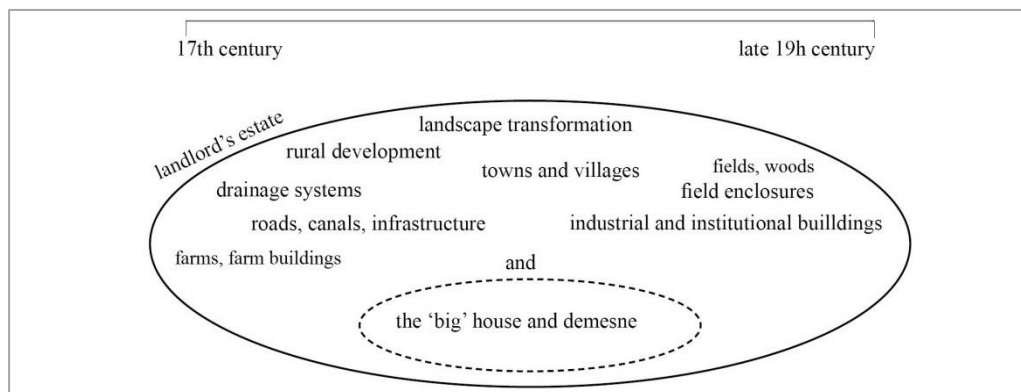 17th century
late 19h century
landlord's estate
landscape transformation
rural development
towns and villages
fields, woods
drainage systems
field enclosures
roads, canals, infrastructure
industrial and institutional builldings
farms, farm buildings
and
the ‘big’ house and demesne